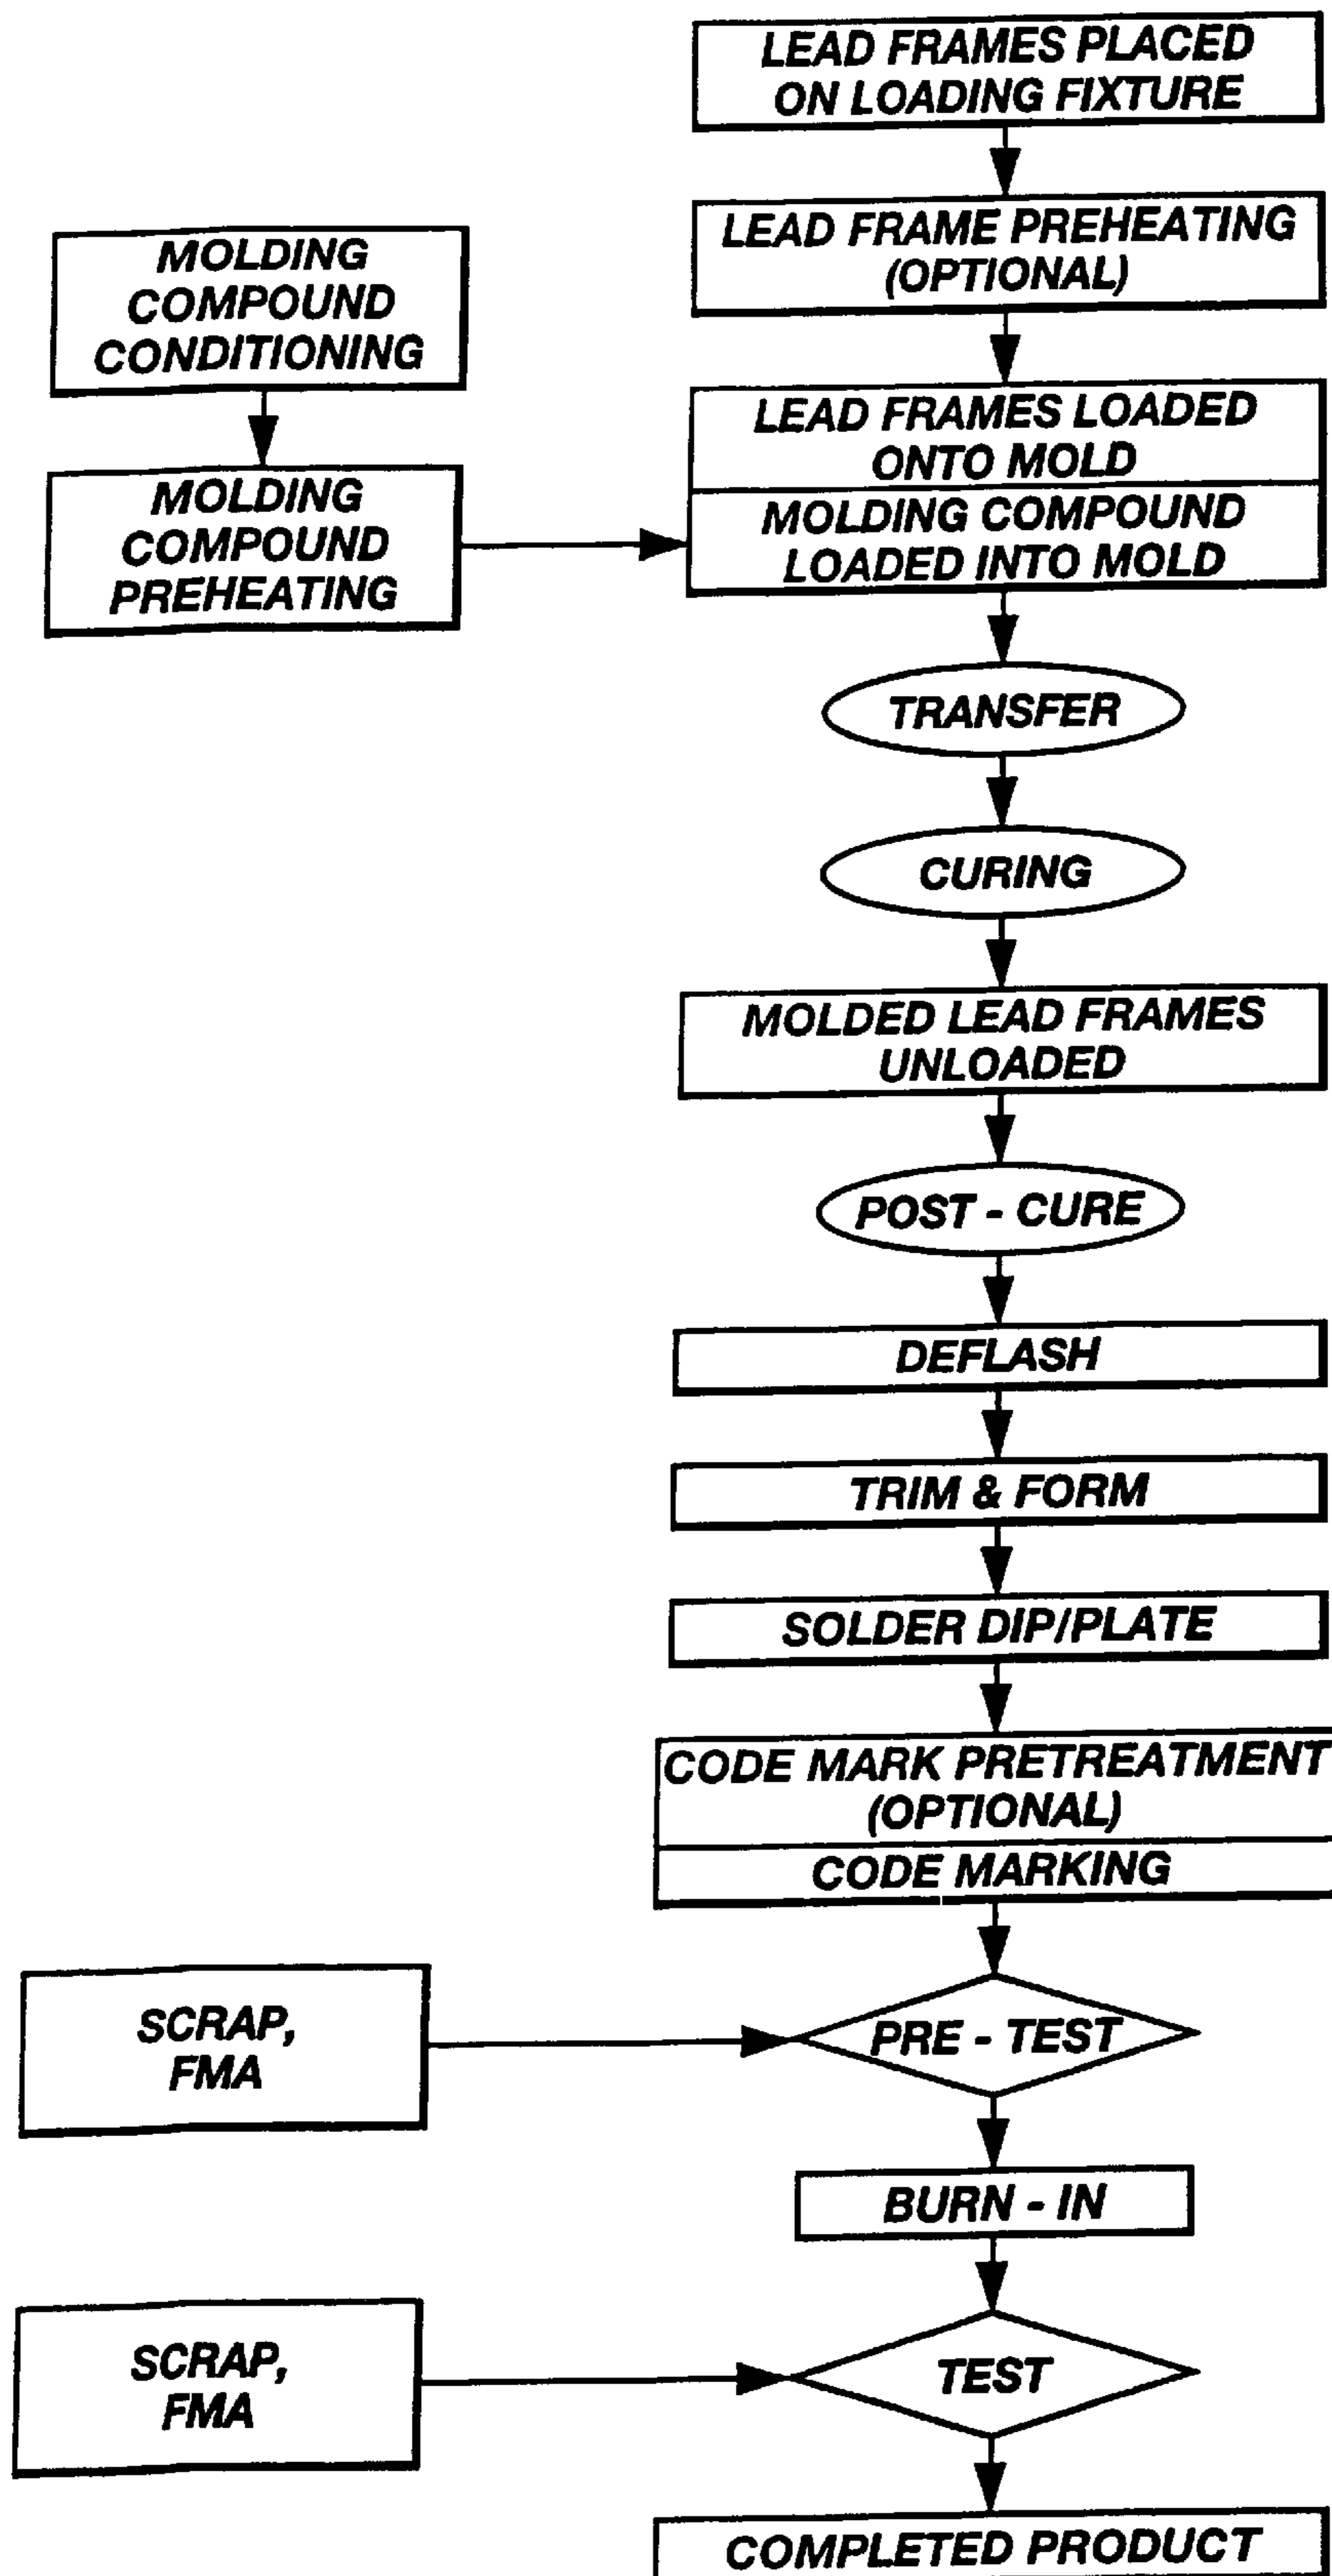 LEAD FRAMES PLACED
ON LOADING FIXTURE
LEAD FRAME PREHEATING
(OPTIONAL)
MOLDING
COMPOUND
CONDITIONING
LEAD FRAMES LOADED
ONTO MOLD
MOLDING
COMPOUND
PREHEATING
MOLDING COMPOUND
LOADED INTO MOLD
TRANSFER
CURING
MOLDED LEAD FRAMES
UNLOADED
POST - CURE
DEFLASH
TRIM & FORM
SOLDER DIP/PLATE
CODE MARK PRETREATMENT
(OPTIONAL)
CODE MARKING
SCRAP,
FMA
PRE - TEST
BURN - IN
SCRAP,
FMA
TEST
COMPLETED PRODUCT